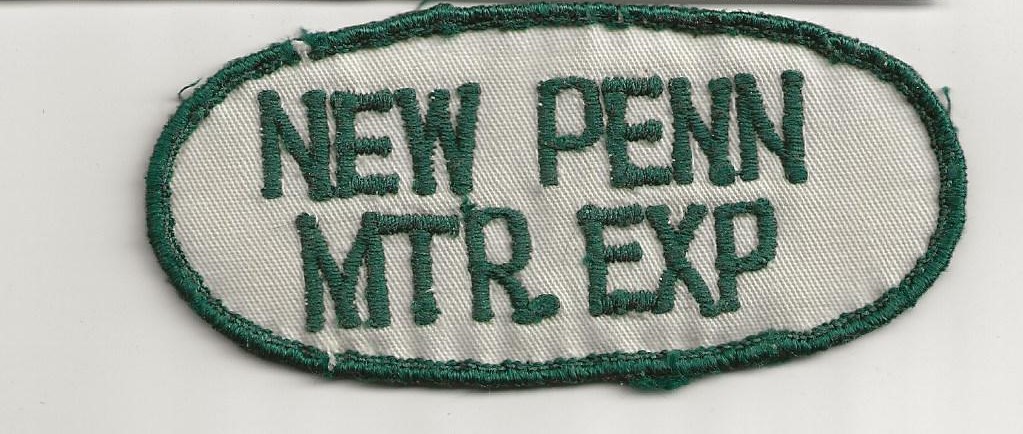 NEW PENN
MTR. EXP